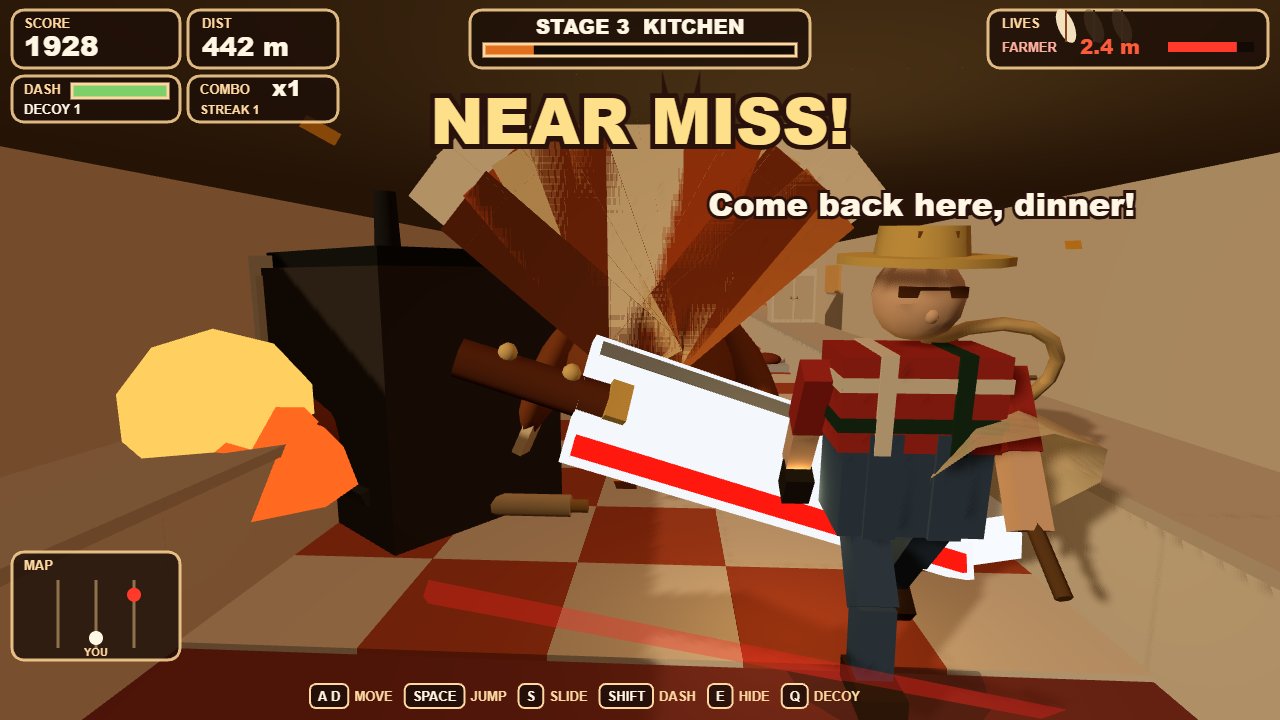 SCORE
1928
DIST
442 m
DASH
DECOY 1
COMBO x1
STREAK 1
STAGE 3 KITCHEN
LIVES
FARMER 2.4 m
NEAR MISS!
Come back here, dinner!
MAP
YOU
A D MOVE SPACE JUMP S SLIDE SHIFT DASH E HIDE Q DECOY